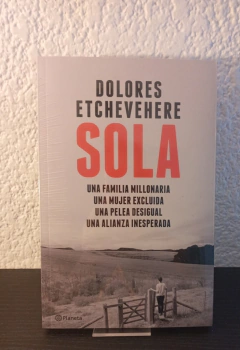 DOLORES
ETCHEVEHERE
SOLA
UNA FAMILIA MILLONARIA
UNA MUJER EXCLUIDA
UNA PELEA DESIGUAL
UNA ALIANZA INESPERADA
Planeta